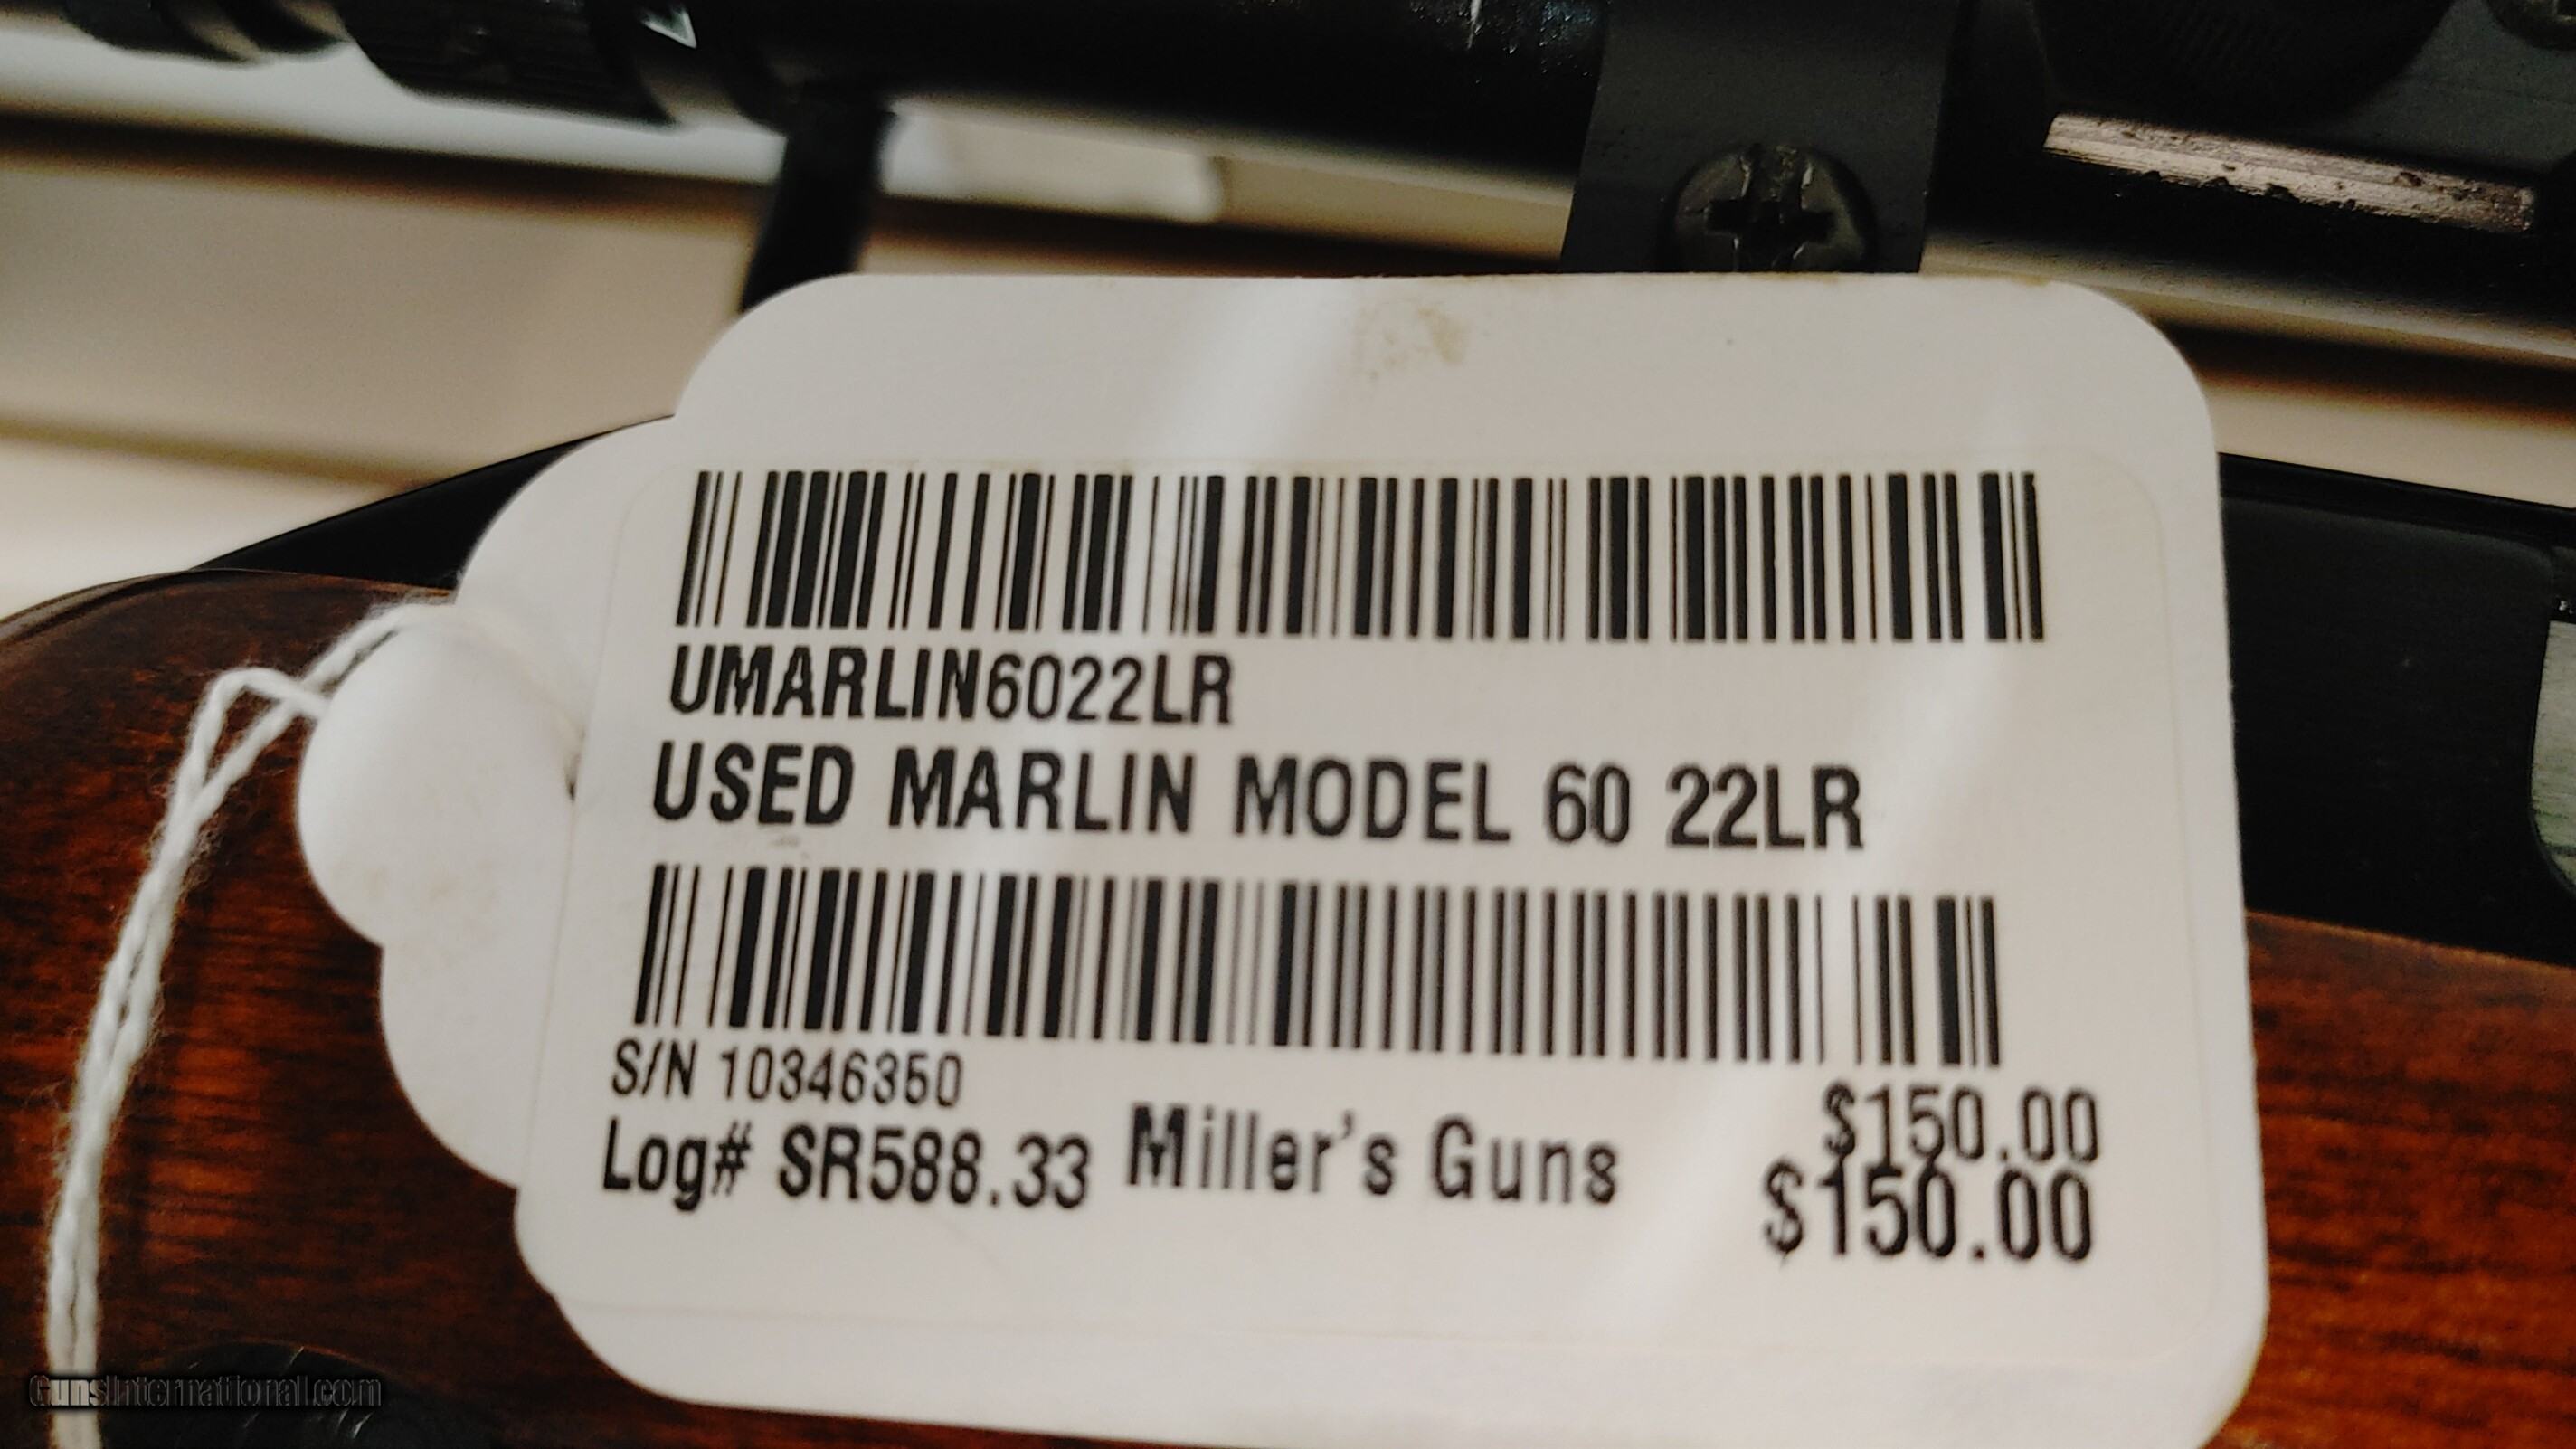 UMARLIN6022LR
USED MARLIN MODEL 60 22LR
S/N 10346350
$150.00
Log# SR588.33 Miller's Guns
$150.00
GunsInternational.com